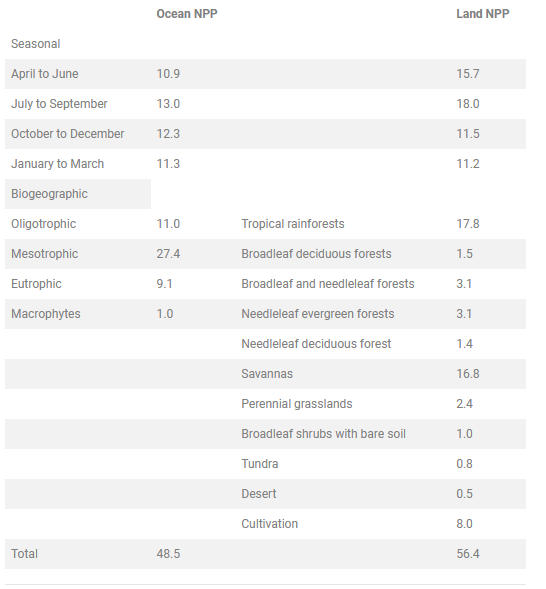 Ocean NPP Land NPP
Seasonal
April to June 10.9 15.7
July to September 13.0 18.0
October to December 12.3 11.5
January to March 11.3 11.2
Biogeographic
Oligotrophic 11.0 Tropical rainforests 17.8
Mesotrophic 27.4 Broadleaf deciduous forests 1.5
Eutrophic 9.1 Broadleaf and needleleaf forests 3.1
Macrophytes 1.0 Needleleaf evergreen forests 3.1
Needleleaf deciduous forest 1.4
Savannas 16.8
Perennial grasslands 2.4
Broadleaf shrubs with bare soil 1.0
Tundra 0.8
Desert 0.5
Cultivation 8.0
Total 48.5 56.4